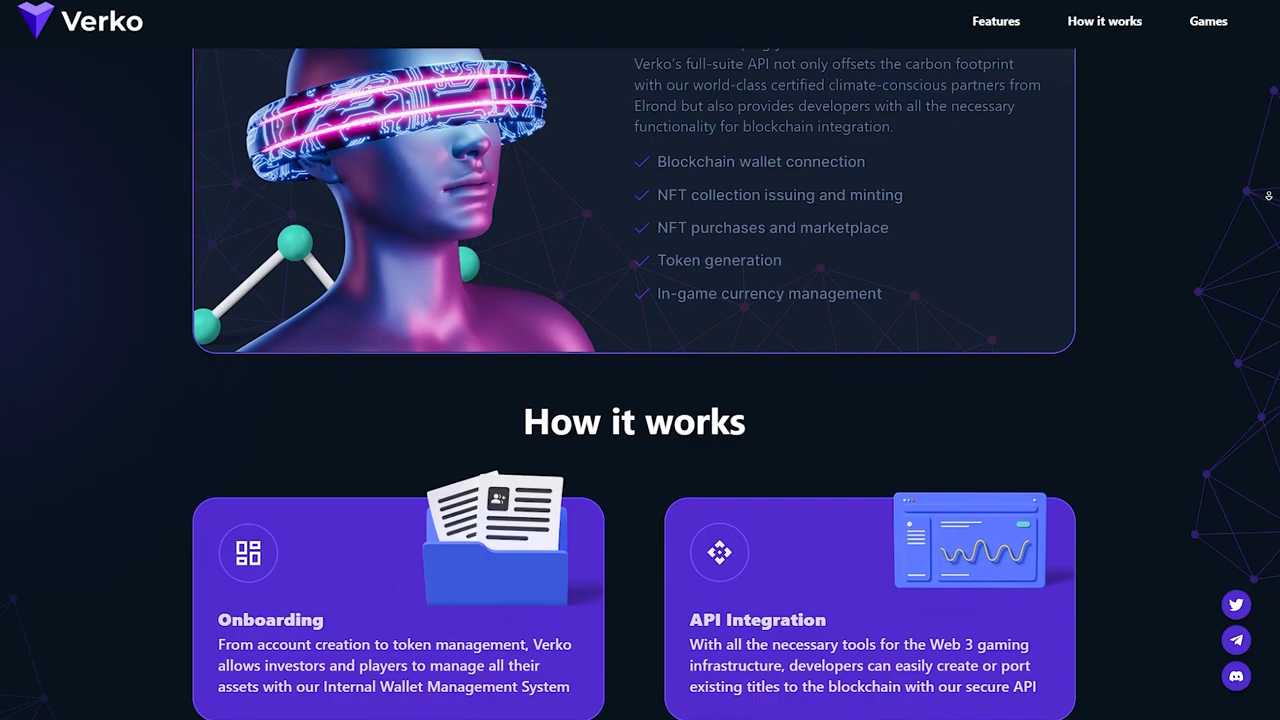 Verko
Features
How it works
Games
Verko's full-suite API not only offsets the carbon footprint
with our world-class certified climate-conscious partners from
Elrond but also provides developers with all the necessary
functionality for blockchain integration.
Blockchain wallet connection
NFT collection issuing and minting
NFT purchases and marketplace
Token generation
In-game currency management
How it works
Onboarding
From account creation to token management, Verko
allows investors and players to manage all their
assets with our Internal Wallet Management System
API Integration
With all the necessary tools for the Web 3 gaming
infrastructure, developers can easily create or port
existing titles to the blockchain with our secure API